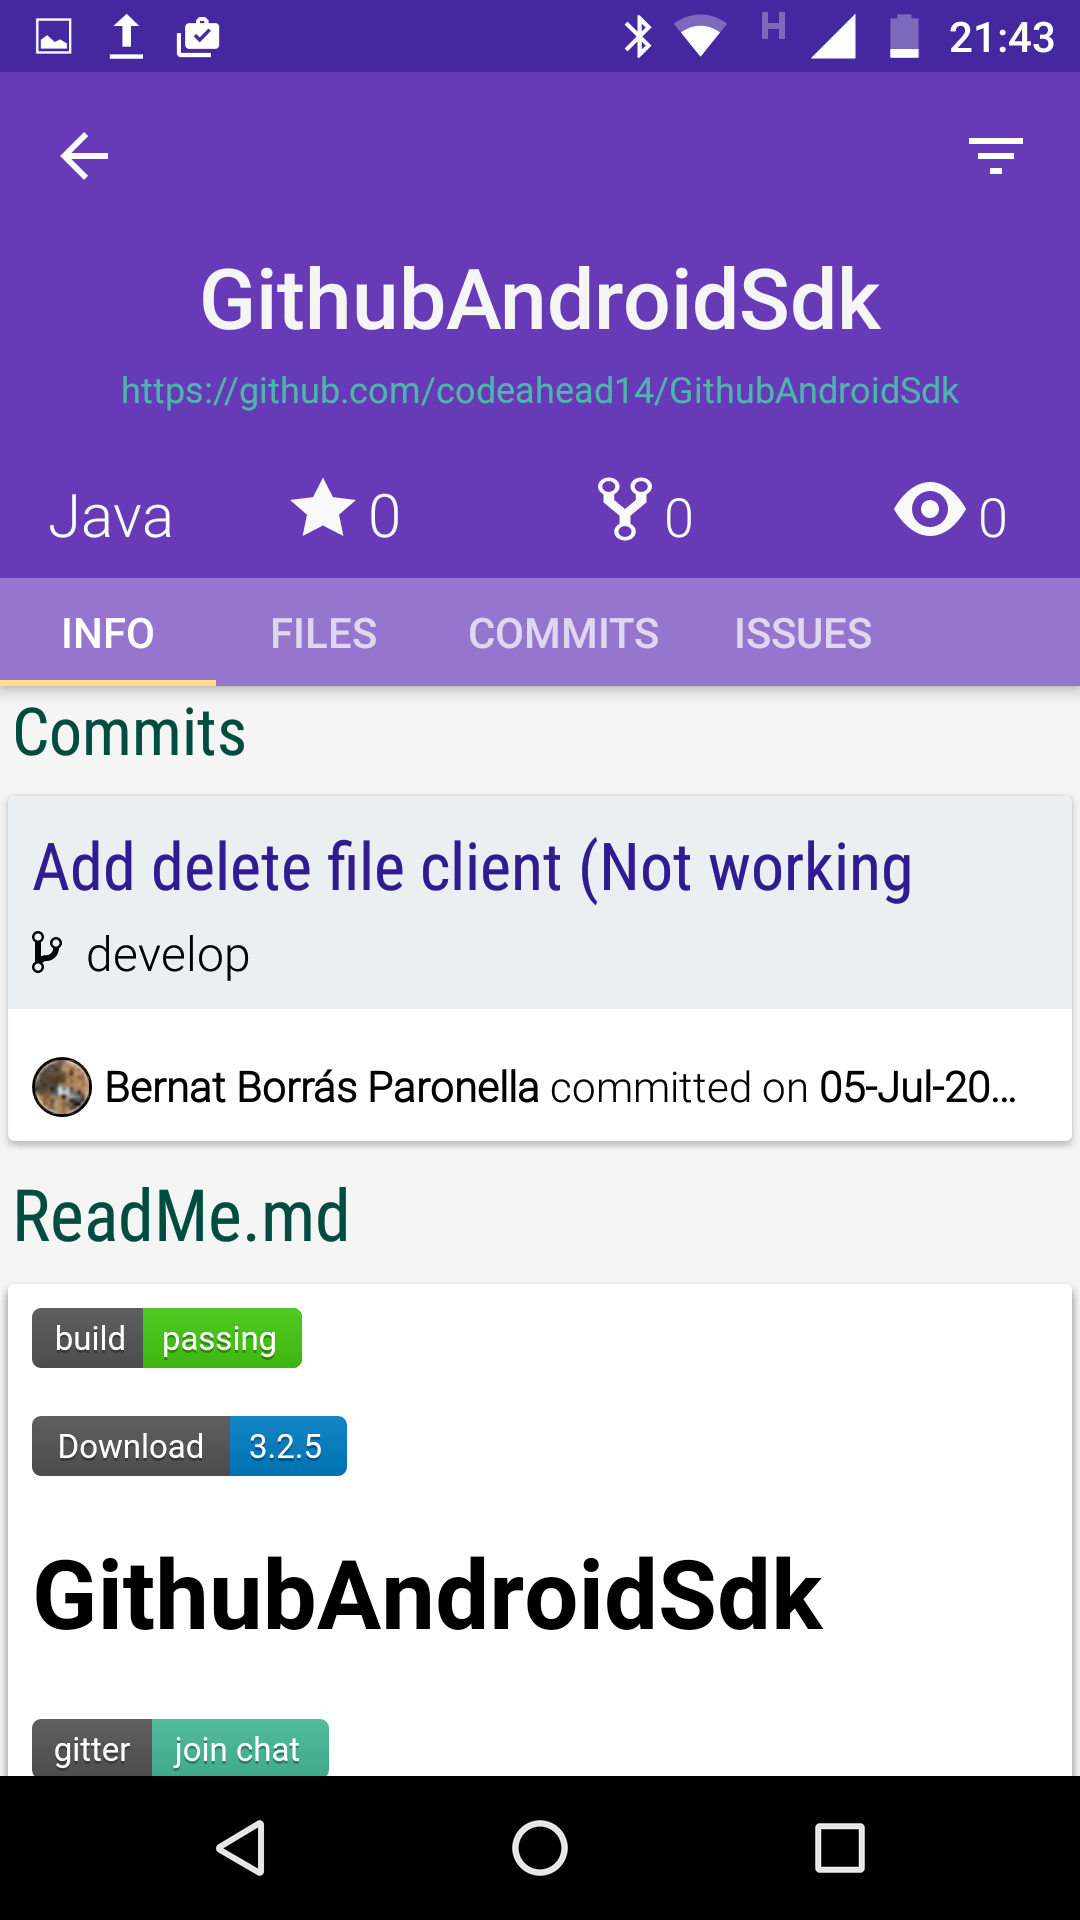 H 21:43
GithubAndroidSdk
https://github.com/codeahead14/GithubAndroidSdk
Java 0 0 0
INFO FILES COMMITS ISSUES
Commits
Add delete file client (Not working
develop
Bernat Borrás Paronella committed on 05-Jul-20...
ReadMe.md
build passing
Download 3.2.5
GithubAndroidSdk
gitter join chat